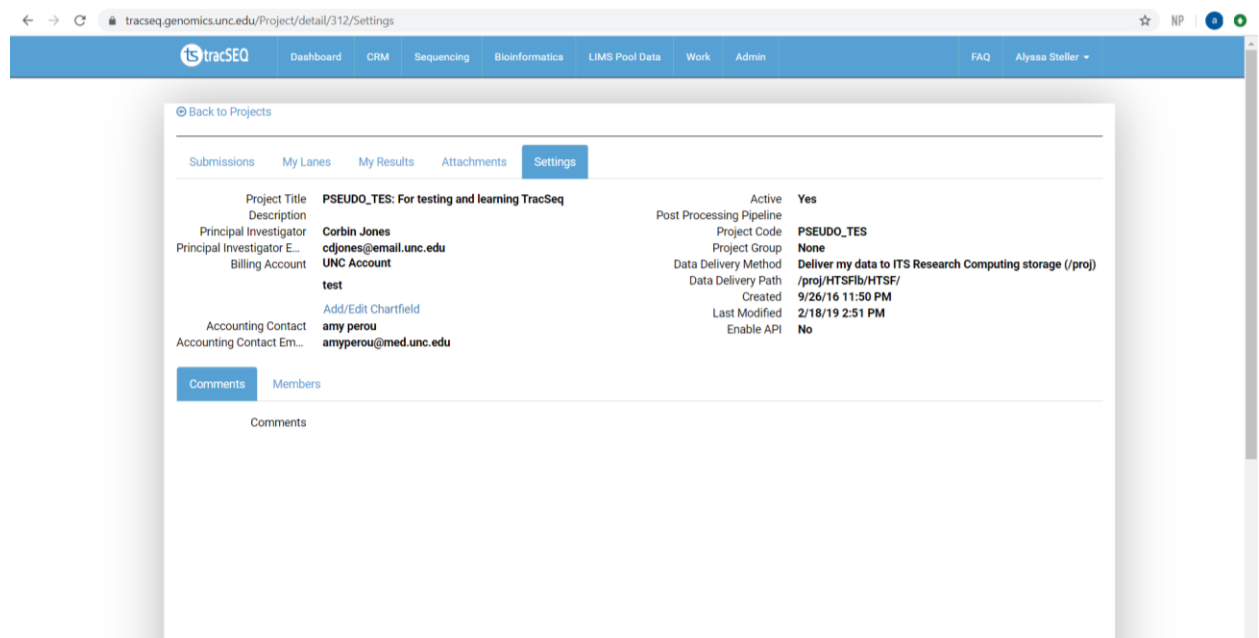 tracseq.genomics.unc.edu/Project/detail/312/Settings NP a
ts tracSEQ Dashboard CRM Sequencing Bioinformatics LIMS Pool Data Work Admin FAQ Alyssa Steller
Back to Projects
Submissions My Lanes My Results Attachments Settings
Project Title PSEUDO_TES: For testing and learning TracSeq
Description
Principal Investigator Corbin Jones
Principal Investigator E... cdjones@email.unc.edu
Billing Account UNC Account
test
Add/Edit Chartfield
Accounting Contact amy perou
Accounting Contact Em... amyperou@med.unc.edu
Active Yes
Post Processing Pipeline
Project Code PSEUDO_TES
Project Group None
Data Delivery Method Deliver my data to ITS Research Computing storage (/proj)
Data Delivery Path /proj/HTSFlb/HTSF/
Created 9/26/16 11:50 PM
Last Modified 2/18/19 2:51 PM
Enable API No
Comments Members
Comments